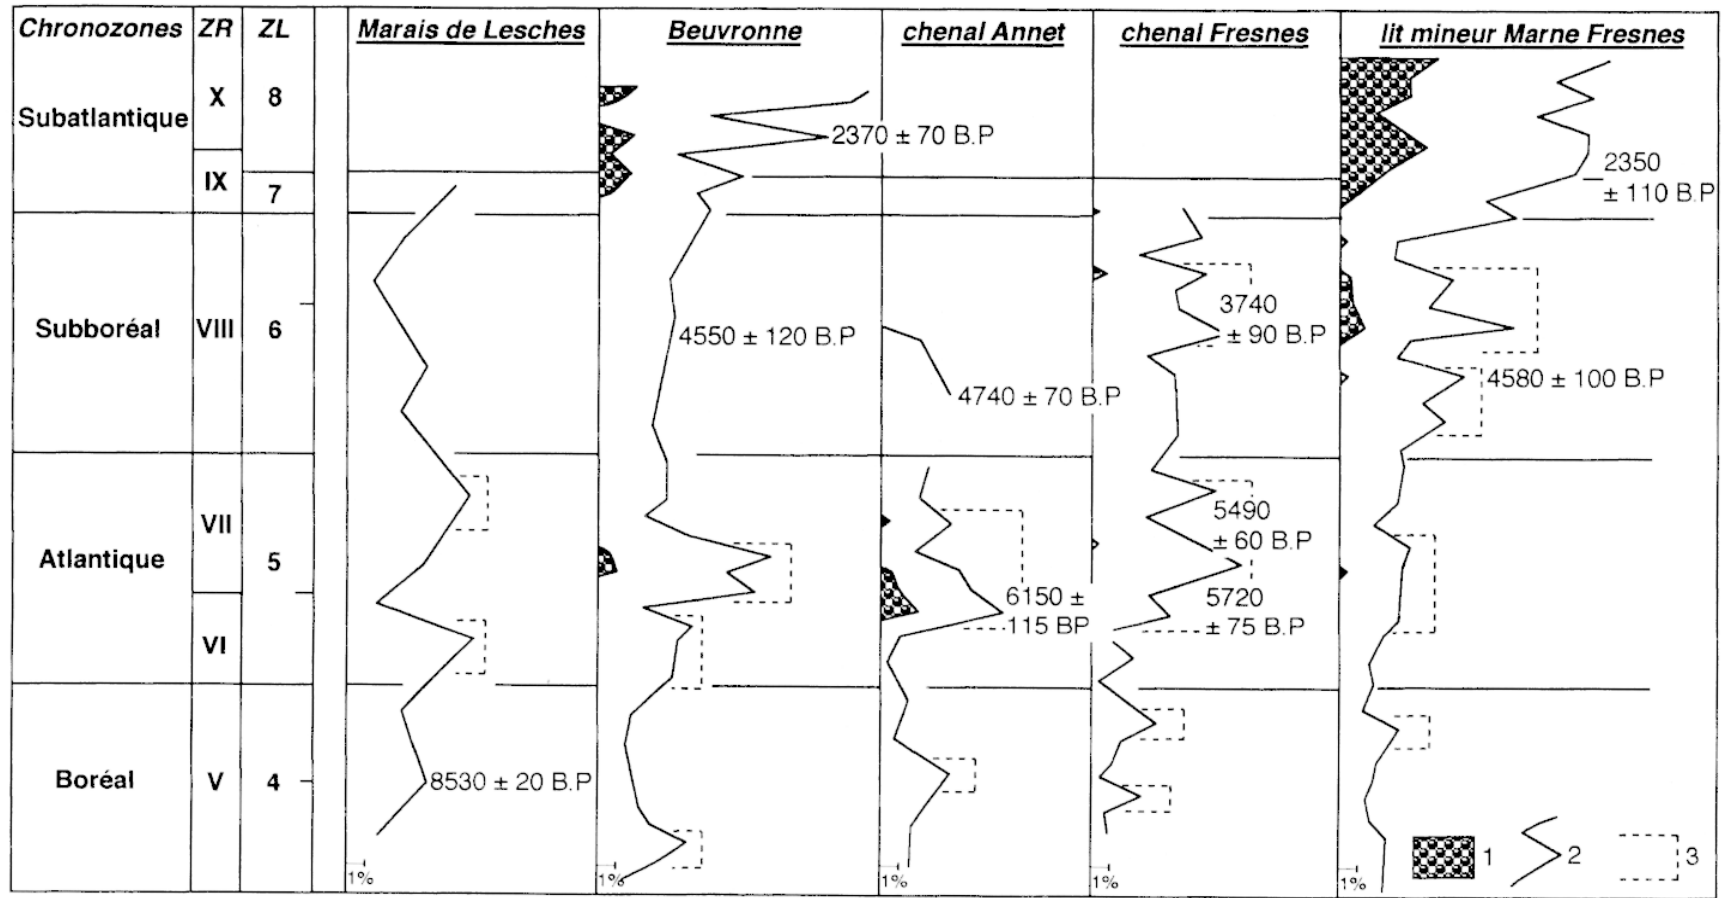 Chronozones ZR ZL Marais de Lesches Beuvronne chenal Annet chenal Fresnes lit mineur Marne Fresnes
X 8
Subatlantique
2370 ± 70 B.P
2350
± 110 B.P
IX 7
3740
± 90 B.P
Subboréal VIII 6
4550 ± 120 B.P
4580 ± 100 B.P
4740 ± 70 B.P
5490
± 60 B.P
VII
Atlantique 5
6150 ±
115 BP
5720
± 75 B.P
VI
Boréal V 4
8530 ± 20 B.P
1 2 3
1% 1% 1% 1% 1%